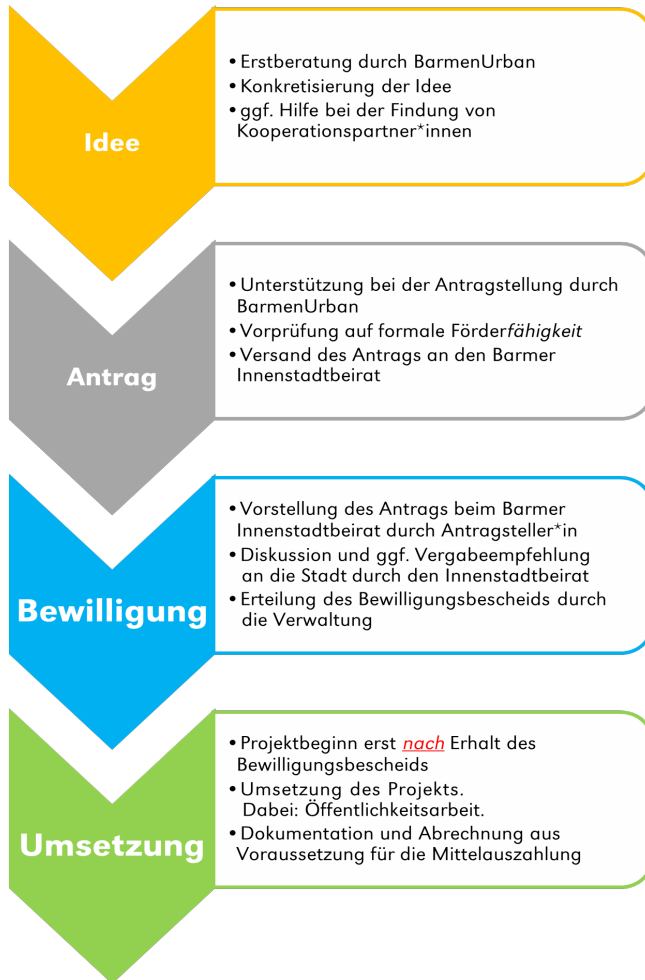 Idee
• Erstberatung durch BarmenUrban
• Konkretisierung der Idee
• ggf. Hilfe bei der Findung von
Kooperationspartner*innen
Antrag
• Unterstützung bei der Antragstellung durch
BarmenUrban
• Vorprüfung auf formale Förderfähigkeit
• Versand des Antrags an den Barmer
Innenstadtbeirat
Bewilligung
• Vorstellung des Antrags beim Barmer
Innenstadtbeirat durch Antragsteller*in
• Diskussion und ggf. Vergabeempfehlung
an die Stadt durch den Innenstadtbeirat
• Erteilung des Bewilligungsbescheids durch
die Verwaltung
Umsetzung
• Projektbeginn erst nach Erhalt des
Bewilligungsbescheids
• Umsetzung des Projekts.
Dabei: Öffentlichkeitsarbeit.
• Dokumentation und Abrechnung aus
Voraussetzung für die Mittelauszahlung